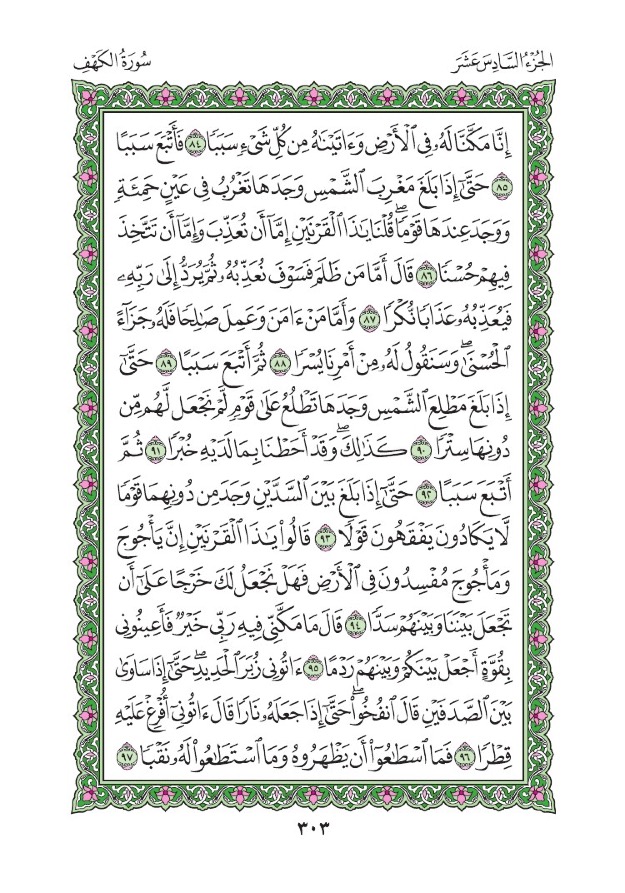 الجُزْءُ السَّادِسَ عَشَرَ
سُورَةُ الكَهْفِ
إِنَّا مَكَّنَّا لَهُۥ فِى ٱلْأَرْضِ وَءَاتَيْنَٰهُ مِن كُلِّ شَىْءٍ سَبَبًا ٨٤ فَأَتْبَعَ سَبَبًا
٨٥ حَتَّىٰٓ إِذَا بَلَغَ مَغْرِبَ ٱلشَّمْسِ وَجَدَهَا تَغْرُبُ فِى عَيْنٍ حَمِئَةٍ
وَوَجَدَ عِندَهَا قَوْمًاۗ قُلْنَا يَٰذَا ٱلْقَرْنَيْنِ إِمَّآ أَن تُعَذِّبَ وَإِمَّآ أَن تَتَّخِذَ
فِيهِمْ حُسْنًا ٨٦ قَالَ أَمَّا مَن ظَلَمَ فَسَوْفَ نُعَذِّبُهُۥ ثُمَّ يُرَدُّ إِلَىٰ رَبِّهِۦ
فَيُعَذِّبُهُۥ عَذَابًا نُّكْرًا ٨٧ وَأَمَّا مَنْ ءَامَنَ وَعَمِلَ صَٰلِحًا فَلَهُۥ جَزَآءً
ٱلْحُسْنَىٰۖ وَسَنَقُولُ لَهُۥ مِنْ أَمْرِنَا يُسْرًا ٨٨ ثُمَّ أَتْبَعَ سَبَبًا ٨٩ حَتَّىٰٓ
إِذَا بَلَغَ مَطْلِعَ ٱلشَّمْسِ وَجَدَهَا تَطْلُعُ عَلَىٰ قَوْمٍ لَّمْ نَجْعَل لَّهُم مِّن
دُونِهَا سِتْرًا ٩٠ كَذَٰلِكَۖ وَقَدْ أَحَطْنَا بِمَا لَدَيْهِ خُبْرًا ٩١ ثُمَّ
أَتْبَعَ سَبَبًا ٩٢ حَتَّىٰٓ إِذَا بَلَغَ بَيْنَ ٱلسَّدَّيْنِ وَجَدَ مِن دُونِهِمَا قَوْمًا
لَّا يَكَادُونَ يَفْقَهُونَ قَوْلًا ٩٣ قَالُوا۟ يَٰذَا ٱلْقَرْنَيْنِ إِنَّ يَأْجُوجَ
وَمَأْجُوجَ مُفْسِدُونَ فِى ٱلْأَرْضِ فَهَلْ نَجْعَلُ لَكَ خَرْجًا عَلَىٰٓ أَن
تَجْعَلَ بَيْنَنَا وَبَيْنَهُمْ سَدًّا ٩٤ قَالَ مَا مَكَّنِّى فِيهِ رَبِّى خَيْرٌ فَأَعِينُونِى
بِقُوَّةٍ أَجْعَلْ بَيْنَكُمْ وَبَيْنَهُمْ رَدْمًا ٩٥ ءَاتُونِى زُبَرَ ٱلْحَدِيدِۖ حَتَّىٰٓ إِذَا سَاوَىٰ
بَيْنَ ٱلصَّدَفَيْنِ قَالَ ٱنفُخُوا۟ۖ حَتَّىٰٓ إِذَا جَعَلَهُۥ نَارًا قَالَ ءَاتُونِىٓ أُفْرِغْ عَلَيْهِ
قِطْرًا ٩٦ فَمَا ٱسْطَٰعُوٓا۟ أَن يَظْهَرُوهُ وَمَا ٱسْتَطَٰعُوا۟ لَهُۥ نَقْبًا ٩٧
٣٠٣